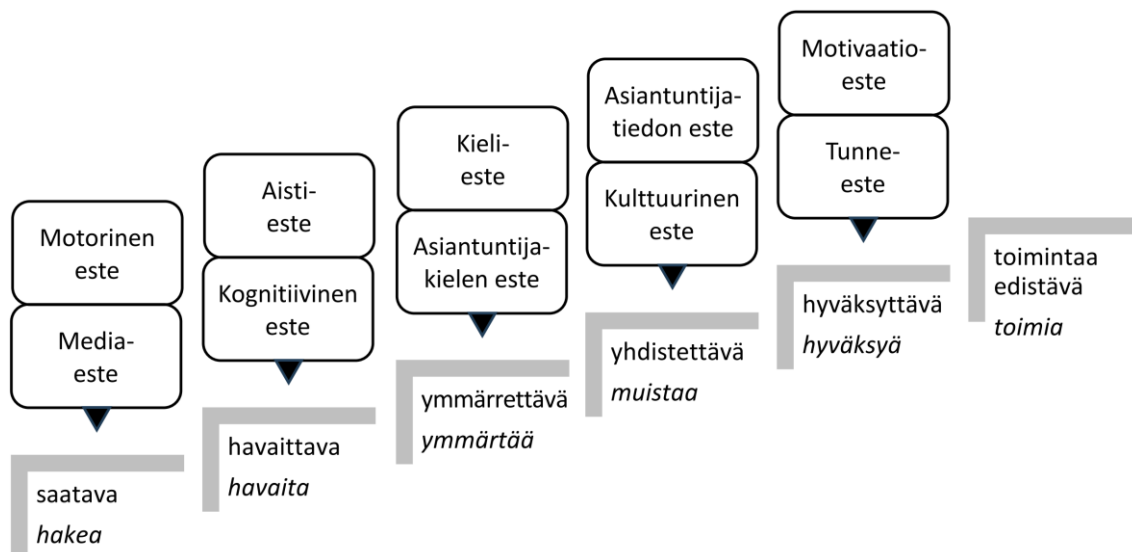 Motorinen
este
Media-
este
saatava
hakea
Aisti-
este
Kognitiivinen
este
havaittava
havaita
Kieli-
este
Asiantuntija-
kielen este
ymmärrettävä
ymmärtää
Asiantuntija-
tiedon este
Kulttuurinen
este
yhdistettävä
muistaa
Motivaatio-
este
Tunne-
este
hyväksyttävä
hyväksyä
toimintaa
edistävä
toimia